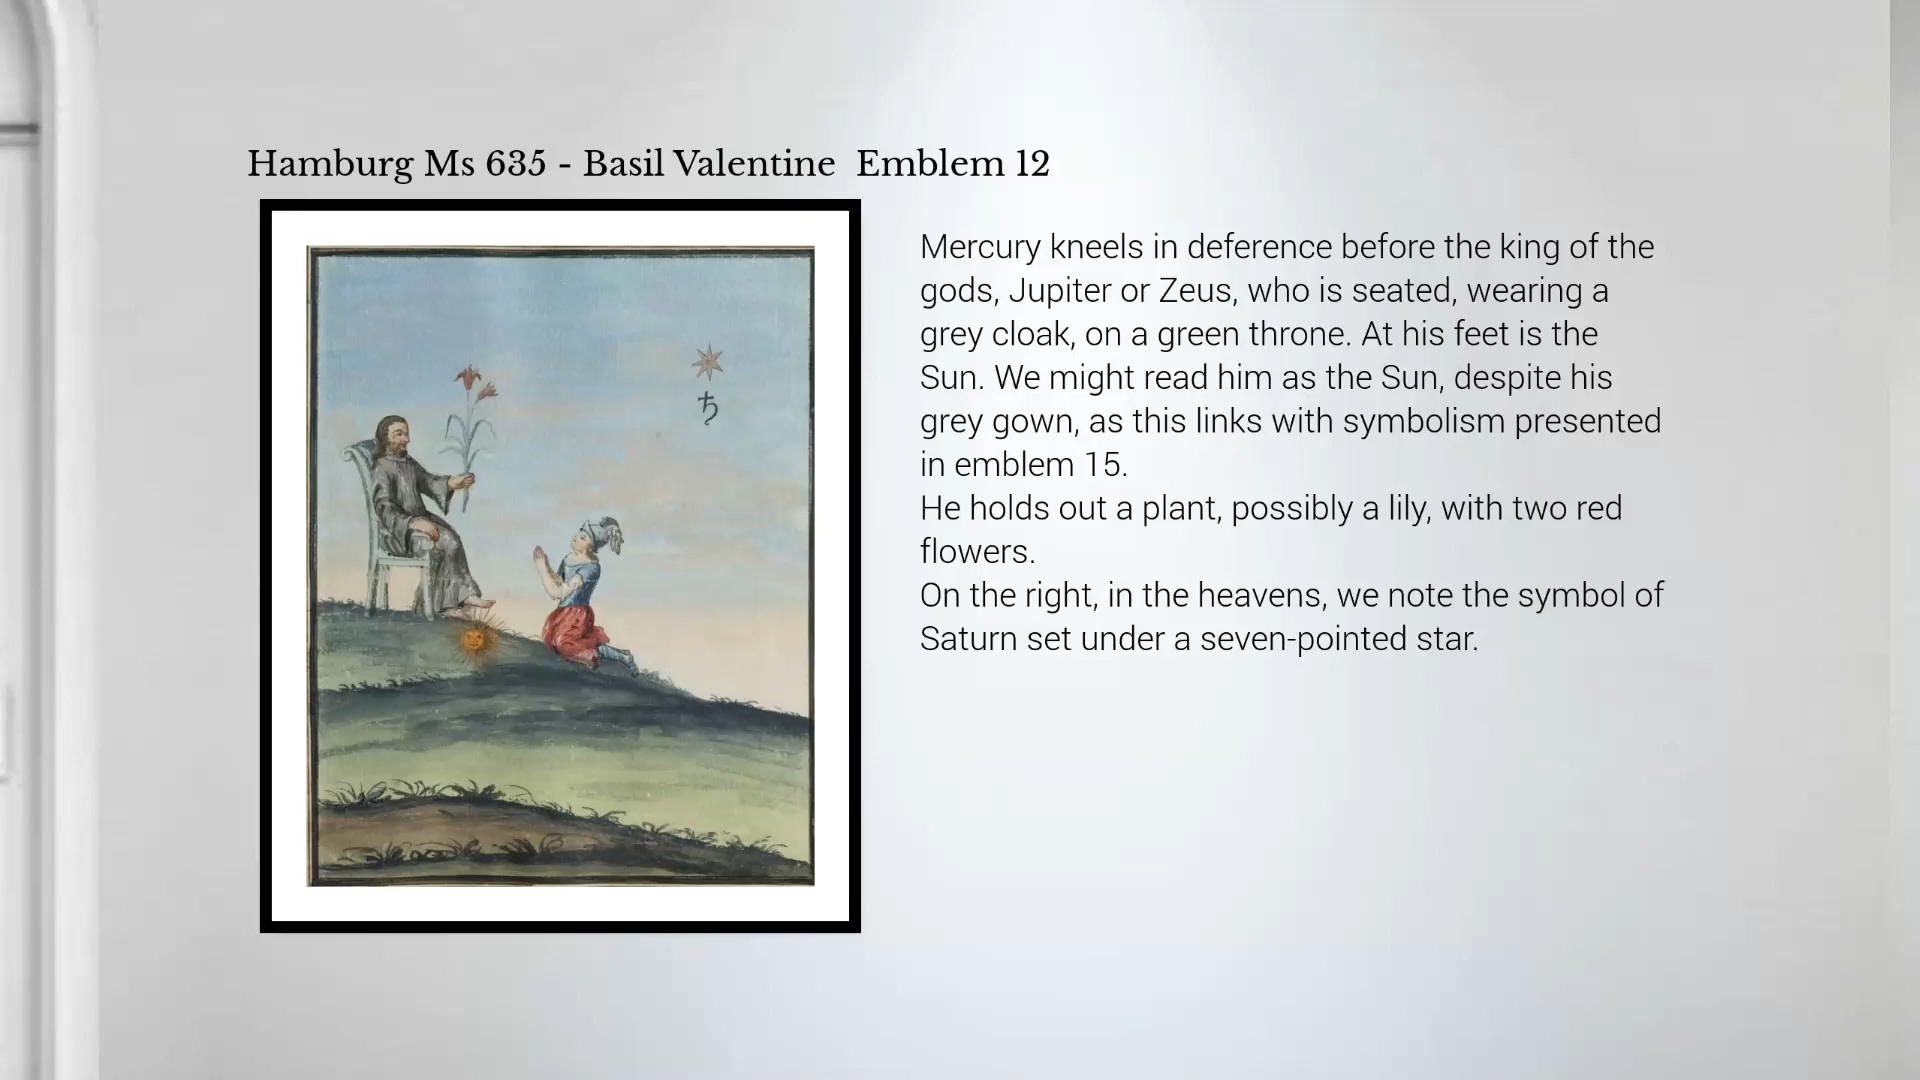 Hamburg Ms 635 - Basil Valentine Emblem 12
Mercury kneels in deference before the king of the
gods, Jupiter or Zeus, who is seated, wearing a
grey cloak, on a green throne. At his feet is the
Sun. We might read him as the Sun, despite his
grey gown, as this links with symbolism presented
in emblem 15.
He holds out a plant, possibly a lily, with two red
flowers.
On the right, in the heavens, we note the symbol of
Saturn set under a seven-pointed star.
♄